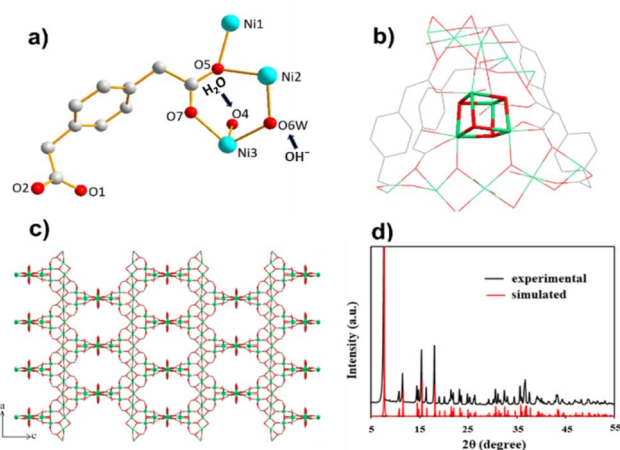 a)
Ni1
O5
Ni2
H₂O
O7
O4
O6W
Ni3
OH⁻
O2
O1
b)
c)
a
c
d)
experimental
simulated
Intensity (a.u.)
5 15 25 35 45 55
2θ (degree)